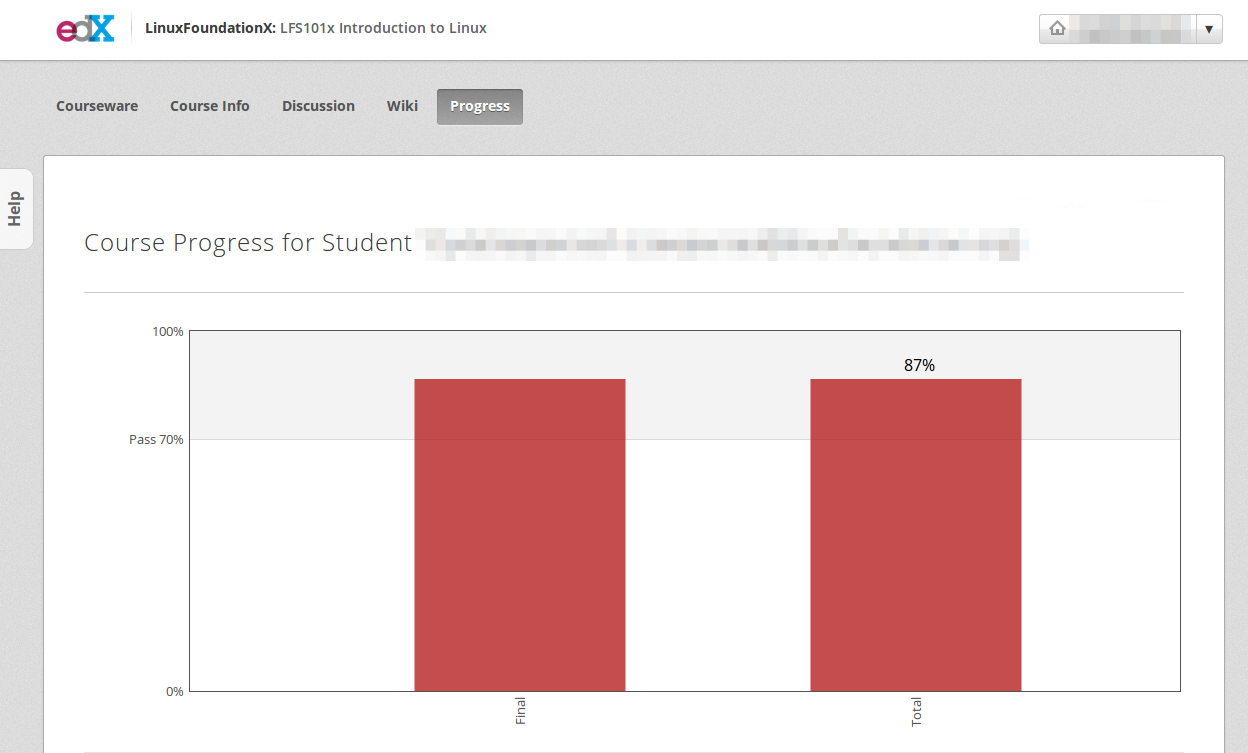 edX
LinuxFoundationX: LFS101x Introduction to Linux
Courseware Course Info Discussion Wiki Progress
Help
Course Progress for Student
100%
87%
Pass 70%
0%
Final
Total